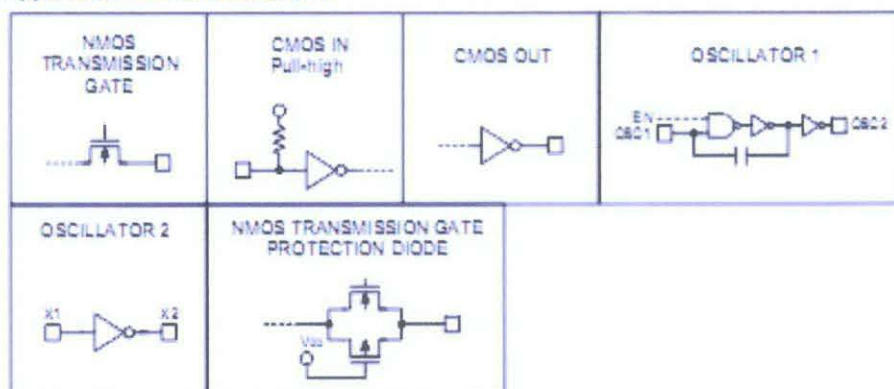 NMOS
TRANSMISSION
GATE
CMOS IN
Pull-high
CMOS OUT
OSCILLATOR 1
EN
OSC1
OSC2
OSCILLATOR 2
X1
X2
NMOS TRANSMISSION GATE
PROTECTION DIODE